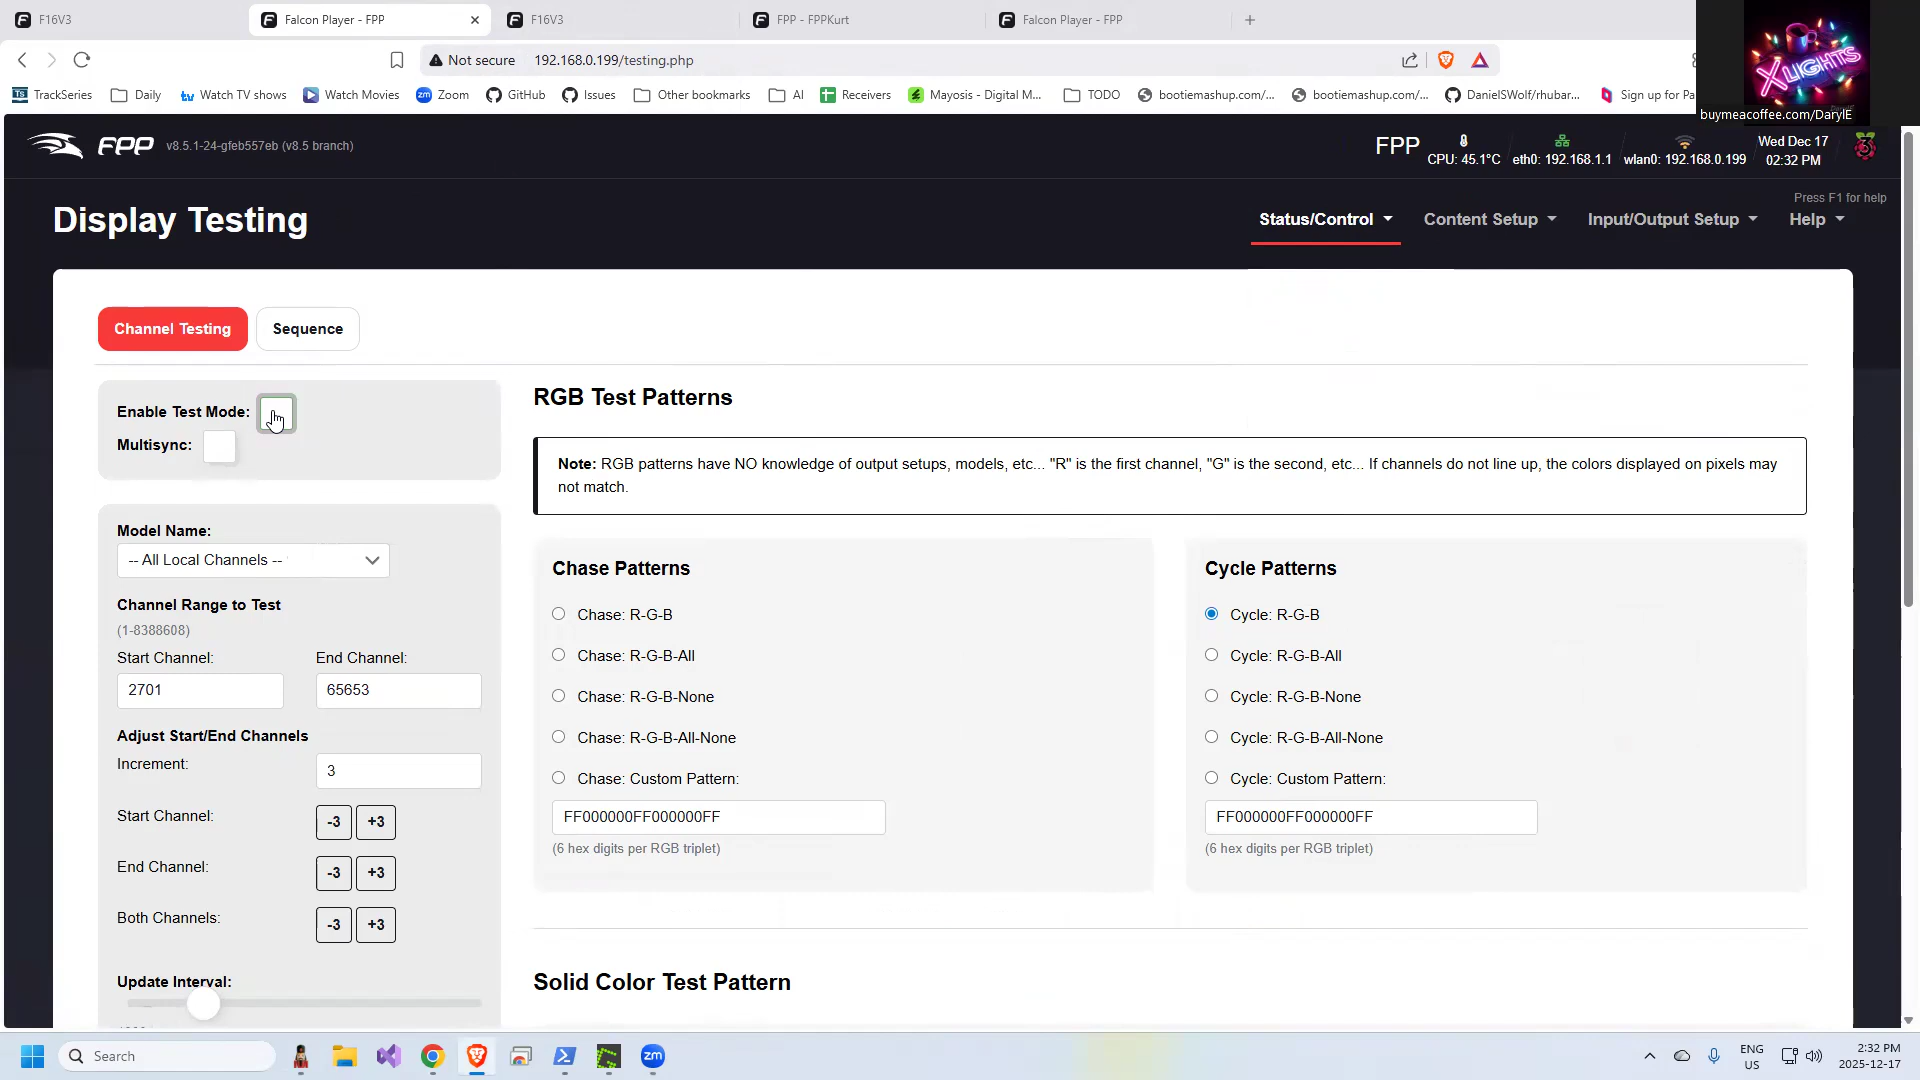 F16V3
Falcon Player - FPP
F16V3
FPP - FPPKurt
Falcon Player - FPP
Not secure
192.168.0.199/testing.php
TrackSeries
Daily
Watch TV shows
Watch Movies
Zoom
GitHub
Issues
Other bookmarks
AI
Receivers
Mayosis - Digital M...
TODO
bootiemashup.com/...
bootiemashup.com/...
DanielSWolf/rhubar...
Sign up for Pa
XLIGHTS
buymeacoffee.com/DarylE
FPP
v8.5.1-24-gfeb557eb (v8.5 branch)
FPP
CPU: 45.1°C
eth0: 192.168.1.1
wlan0: 192.168.0.199
Wed Dec 17
02:32 PM
Press F1 for help
Display Testing
Status/Control
Content Setup
Input/Output Setup
Help
Channel Testing
Sequence
Enable Test Mode:
Multisync:
Model Name:
-- All Local Channels --
Channel Range to Test
(1-8388608)
Start Channel:
End Channel:
2701
65653
Adjust Start/End Channels
Increment:
3
Start Channel:
-3
+3
End Channel:
-3
+3
Both Channels:
-3
+3
Update Interval:
RGB Test Patterns
Note: RGB patterns have NO knowledge of output setups, models, etc... "R" is the first channel, "G" is the second, etc... If channels do not line up, the colors displayed on pixels may
not match.
Chase Patterns
Chase: R-G-B
Chase: R-G-B-All
Chase: R-G-B-None
Chase: R-G-B-All-None
Chase: Custom Pattern:
FF000000FF000000FF
(6 hex digits per RGB triplet)
Cycle Patterns
Cycle: R-G-B
Cycle: R-G-B-All
Cycle: R-G-B-None
Cycle: R-G-B-All-None
Cycle: Custom Pattern:
FF000000FF000000FF
(6 hex digits per RGB triplet)
Solid Color Test Pattern
Search
zm
ENG
US
2:32 PM
2025-12-17